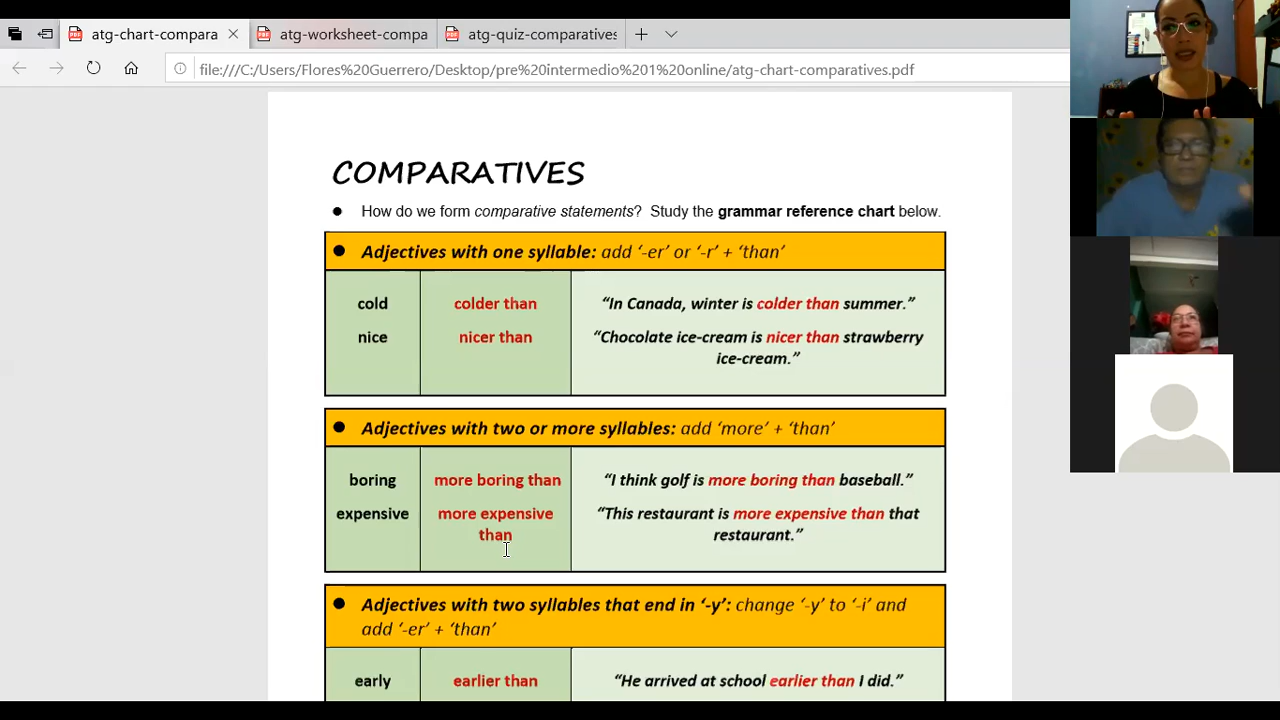 atg-chart-compara
atg-worksheet-compa
atg-quiz-comparatives
file:///C:/Users/Flores%20Guerrero/Desktop/pre%20intermedio%201%20online/atg-chart-comparatives.pdf
COMPARATIVES
● How do we form comparative statements? Study the grammar reference chart below.
● Adjectives with one syllable: add ‘-er’ or ‘-r’ + ‘than’
cold colder than “In Canada, winter is colder than summer.”
nice nicer than “Chocolate ice-cream is nicer than strawberry
ice-cream.”
● Adjectives with two or more syllables: add ‘more’ + ‘than’
boring more boring than “I think golf is more boring than baseball.”
expensive more expensive “This restaurant is more expensive than that
than restaurant.”
● Adjectives with two syllables that end in ‘-y’: change ‘-y’ to ‘-i’ and
add ‘-er’ + ‘than’
early earlier than “He arrived at school earlier than I did.”